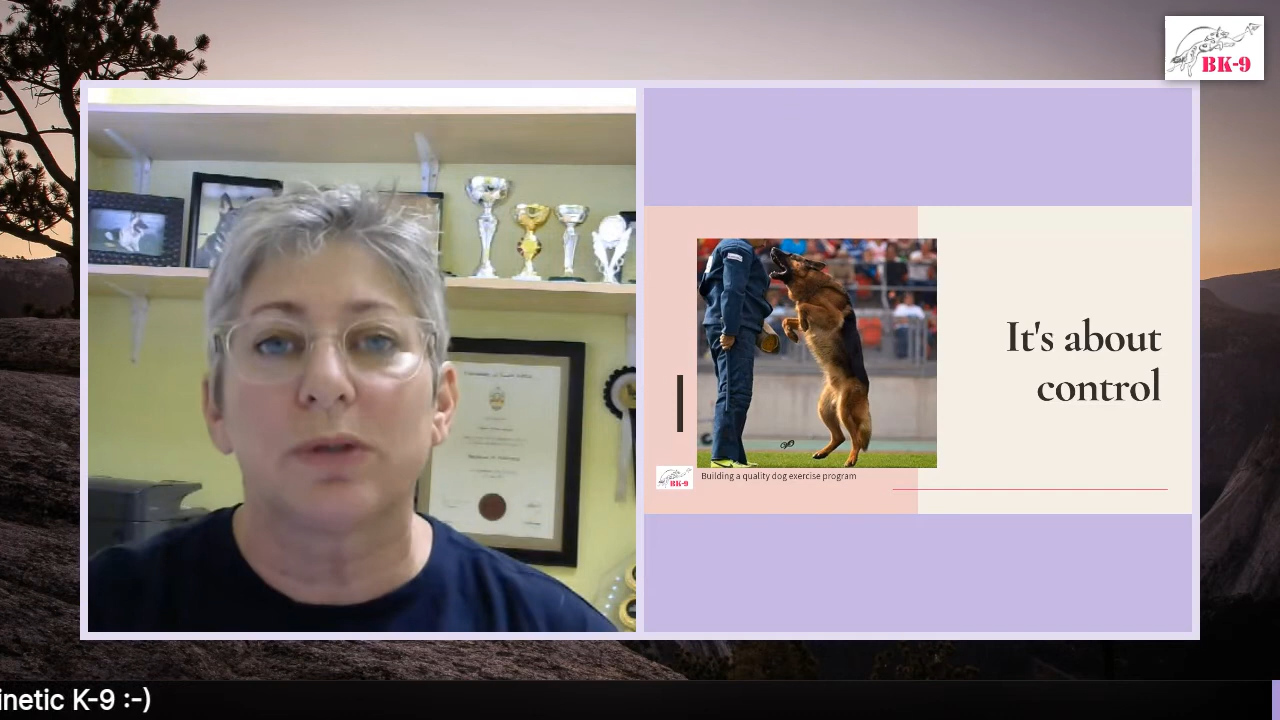 BK-9
It's about
control
BK-9
Building a quality dog exercise program
inetic K-9 :-)